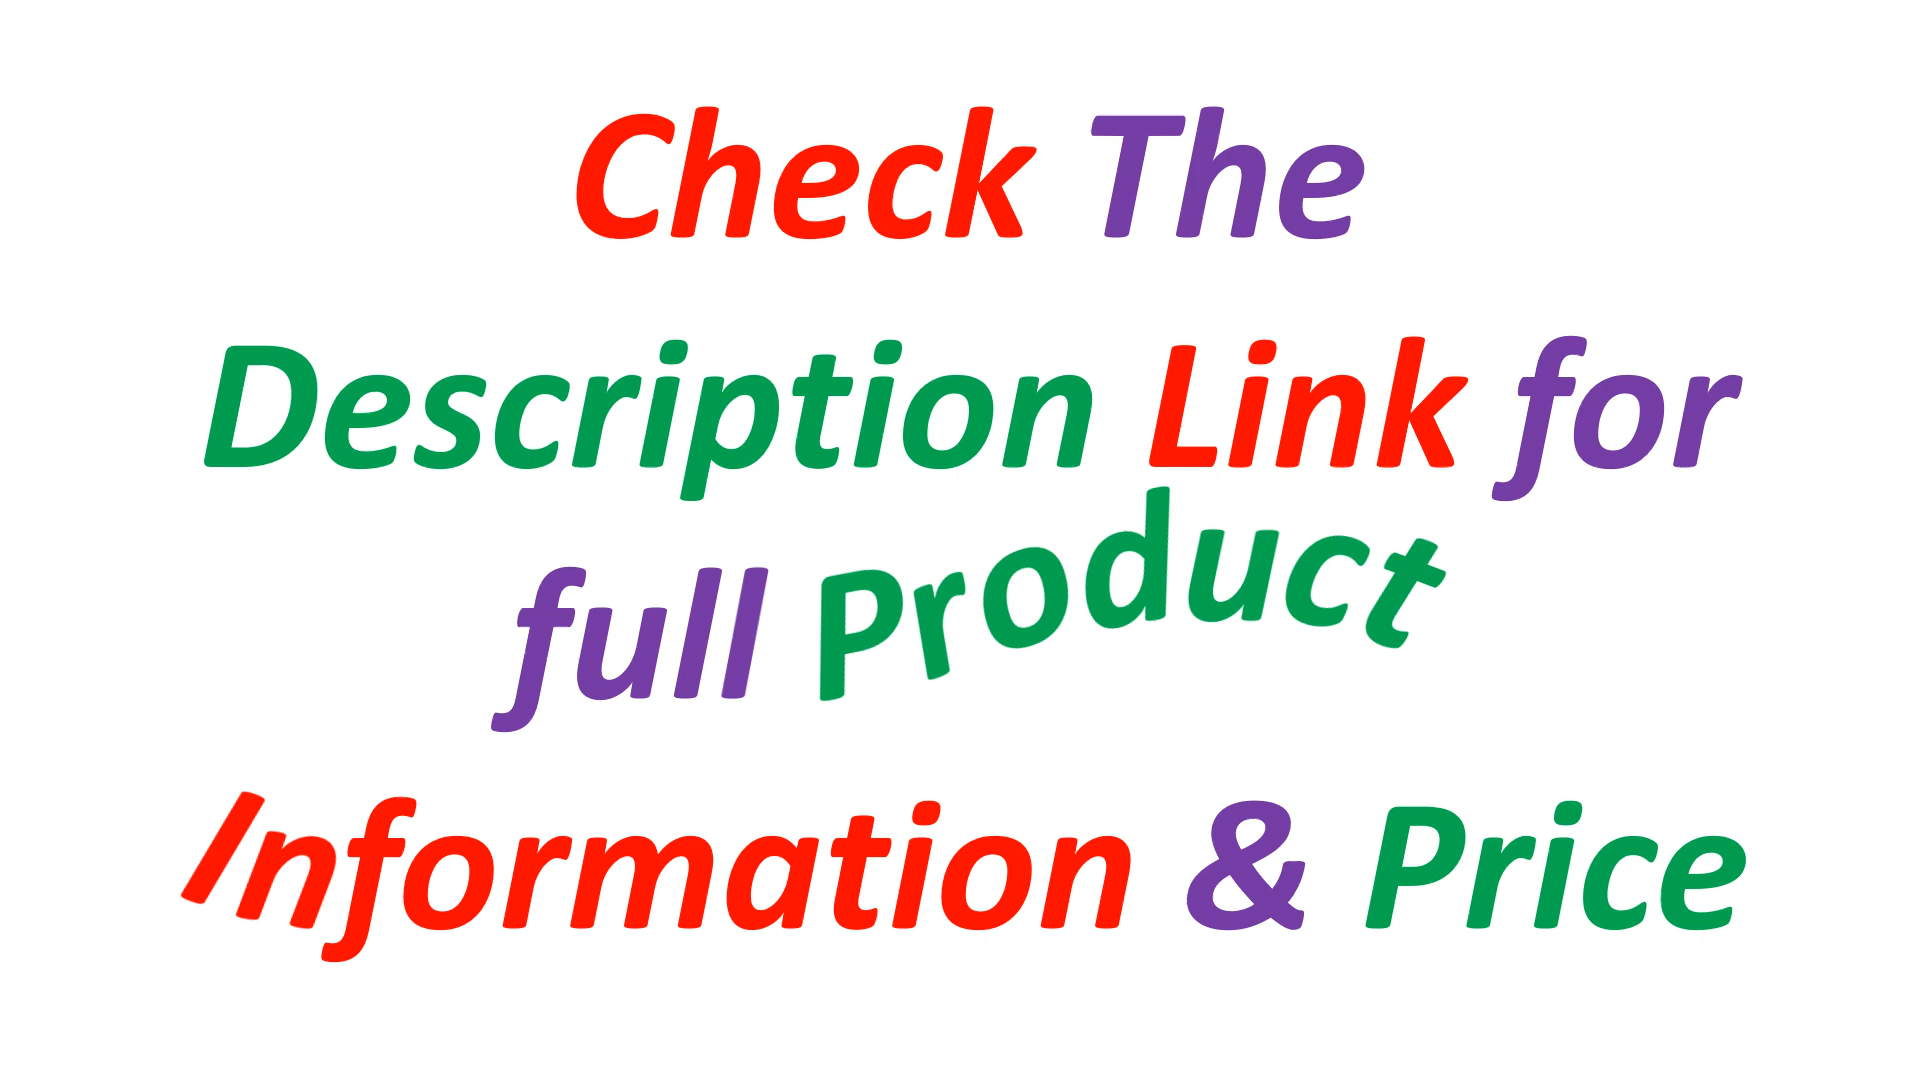 Check The
Description Link for
full Product
Information & Price